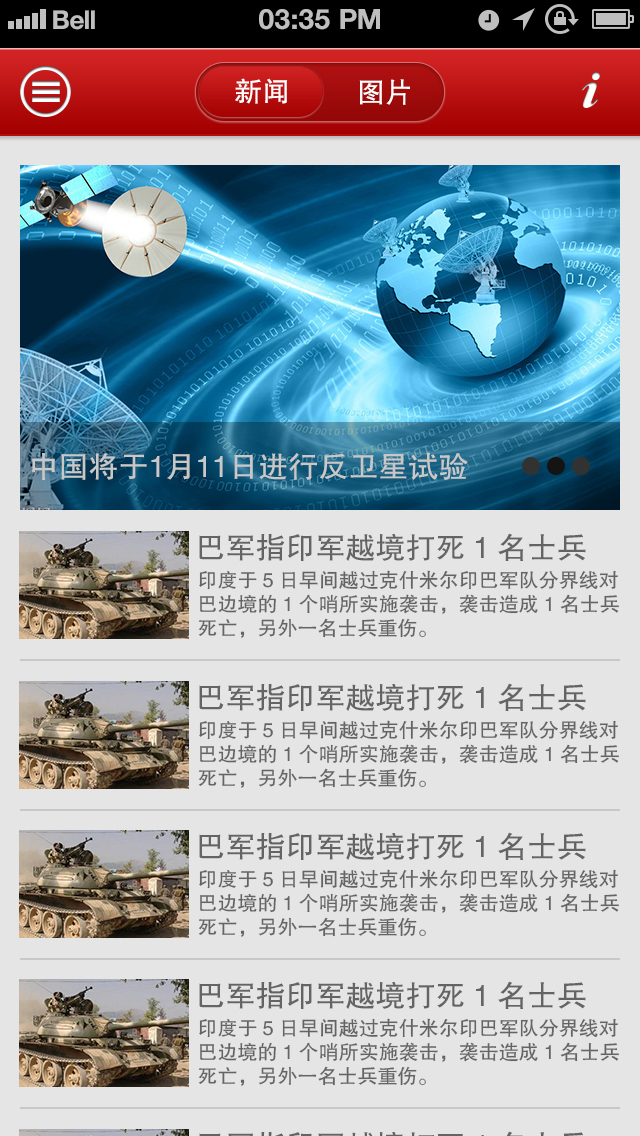 Bell 03:35 PM
新闻 图片 i
中国将于1月11日进行反卫星试验
巴军指印军越境打死 1 名士兵
印度于 5 日早间越过克什米尔印巴军队分界线对
巴边境的 1 个哨所实施袭击，袭击造成 1 名士兵
死亡，另外一名士兵重伤。
巴军指印军越境打死 1 名士兵
印度于 5 日早间越过克什米尔印巴军队分界线对
巴边境的 1 个哨所实施袭击，袭击造成 1 名士兵
死亡，另外一名士兵重伤。
巴军指印军越境打死 1 名士兵
印度于 5 日早间越过克什米尔印巴军队分界线对
巴边境的 1 个哨所实施袭击，袭击造成 1 名士兵
死亡，另外一名士兵重伤。
巴军指印军越境打死 1 名士兵
印度于 5 日早间越过克什米尔印巴军队分界线对
巴边境的 1 个哨所实施袭击，袭击造成 1 名士兵
死亡，另外一名士兵重伤。